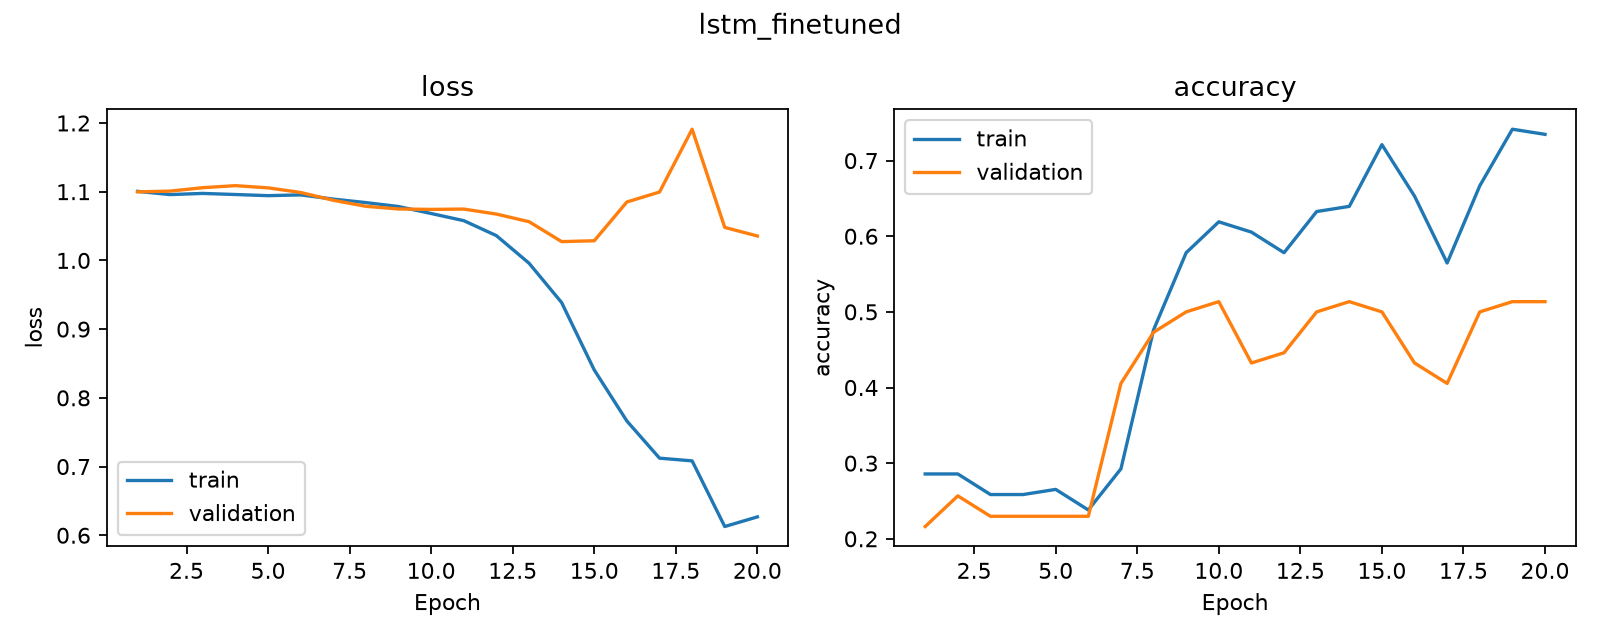 lstm_finetuned
loss
1.2
1.1
1.0
0.9
0.8
0.7
0.6
loss
train
validation
2.5 5.0 7.5 10.0 12.5 15.0 17.5 20.0
Epoch
accuracy
0.7
0.6
0.5
0.4
0.3
0.2
accuracy
train
validation
2.5 5.0 7.5 10.0 12.5 15.0 17.5 20.0
Epoch